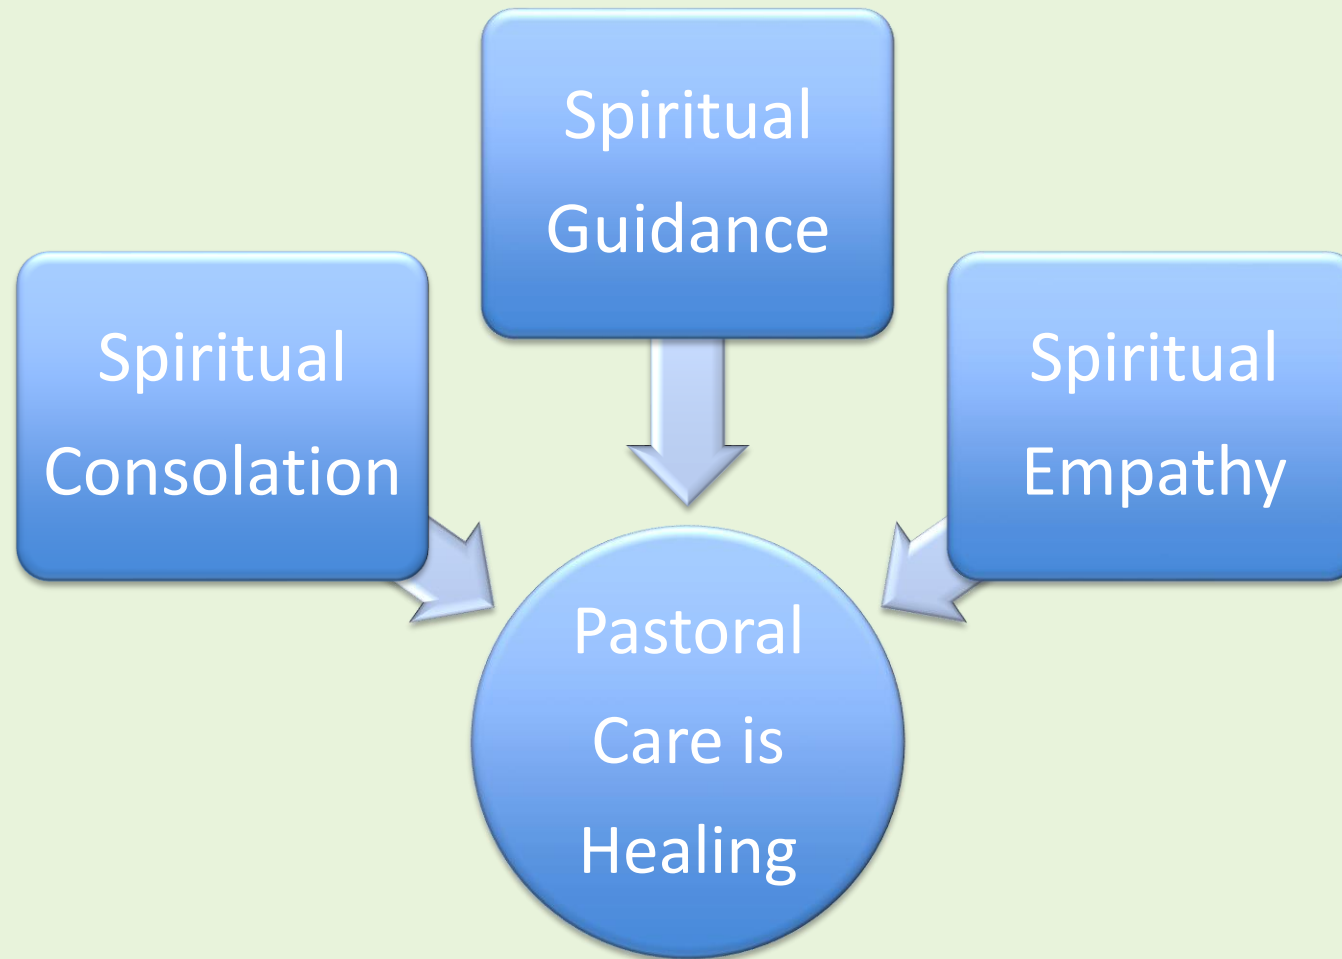 Spiritual
Guidance
Spiritual
Consolation
Spiritual
Empathy
Pastoral
Care is
Healing